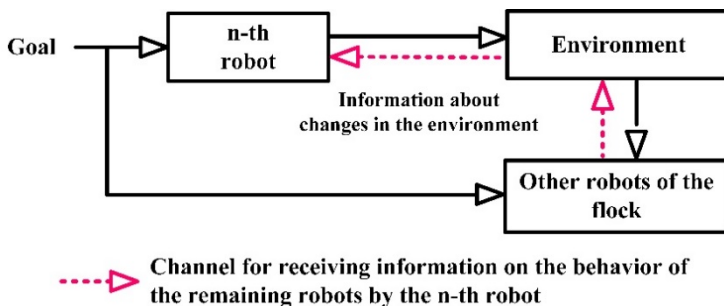 Goal
n-th
robot
Environment
Information about
changes in the environment
Other robots of the
flock
Channel for receiving information on the behavior of
the remaining robots by the n-th robot